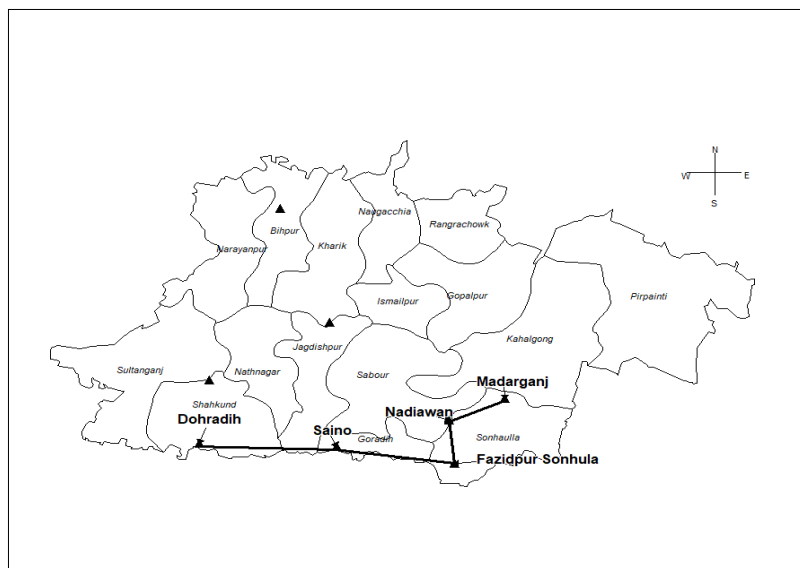 N
W E
S
Naugacchia
Rangrachowk
Bihpur
Kharik
Narayanpur
Pirpainti
Ismailpur
Gopalpur
Kahalgong
Jagdishpur
Sultanganj
Nathnagar
Sabour
Madarganj
Shahkund
Nadiawan
Dohradih
Saino
Goradih
Sonhaulla
Fazidpur Sonhula